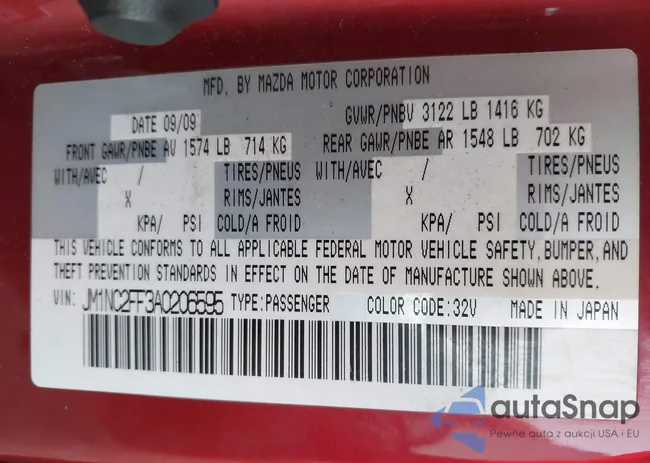 MFD. BY MAZDA MOTOR CORPORATION
DATE 09/09 GVWR/PNBV 3122 LB 1416 KG
FRONT GAWR/PNBE AV 1574 LB 714 KG REAR GAWR/PNBE AR 1548 LB 702 KG
WITH/AVEC / TIRES/PNEUS WITH/AVEC / TIRES/PNEUS
X RIMS/JANTES X RIMS/JANTES
KPA/ PSI COLD/A FROID KPA/ PSI COLD/A FROID
THIS VEHICLE CONFORMS TO ALL APPLICABLE FEDERAL MOTOR VEHICLE SAFETY, BUMPER, AND
THEFT PREVENTION STANDARDS IN EFFECT ON THE DATE OF MANUFACTURE SHOWN ABOVE.
VIN: JM1NC2FF3A0206595 TYPE:PASSENGER COLOR CODE:32V MADE IN JAPAN
autaSnap
Pewne auta z aukcji USA i EU